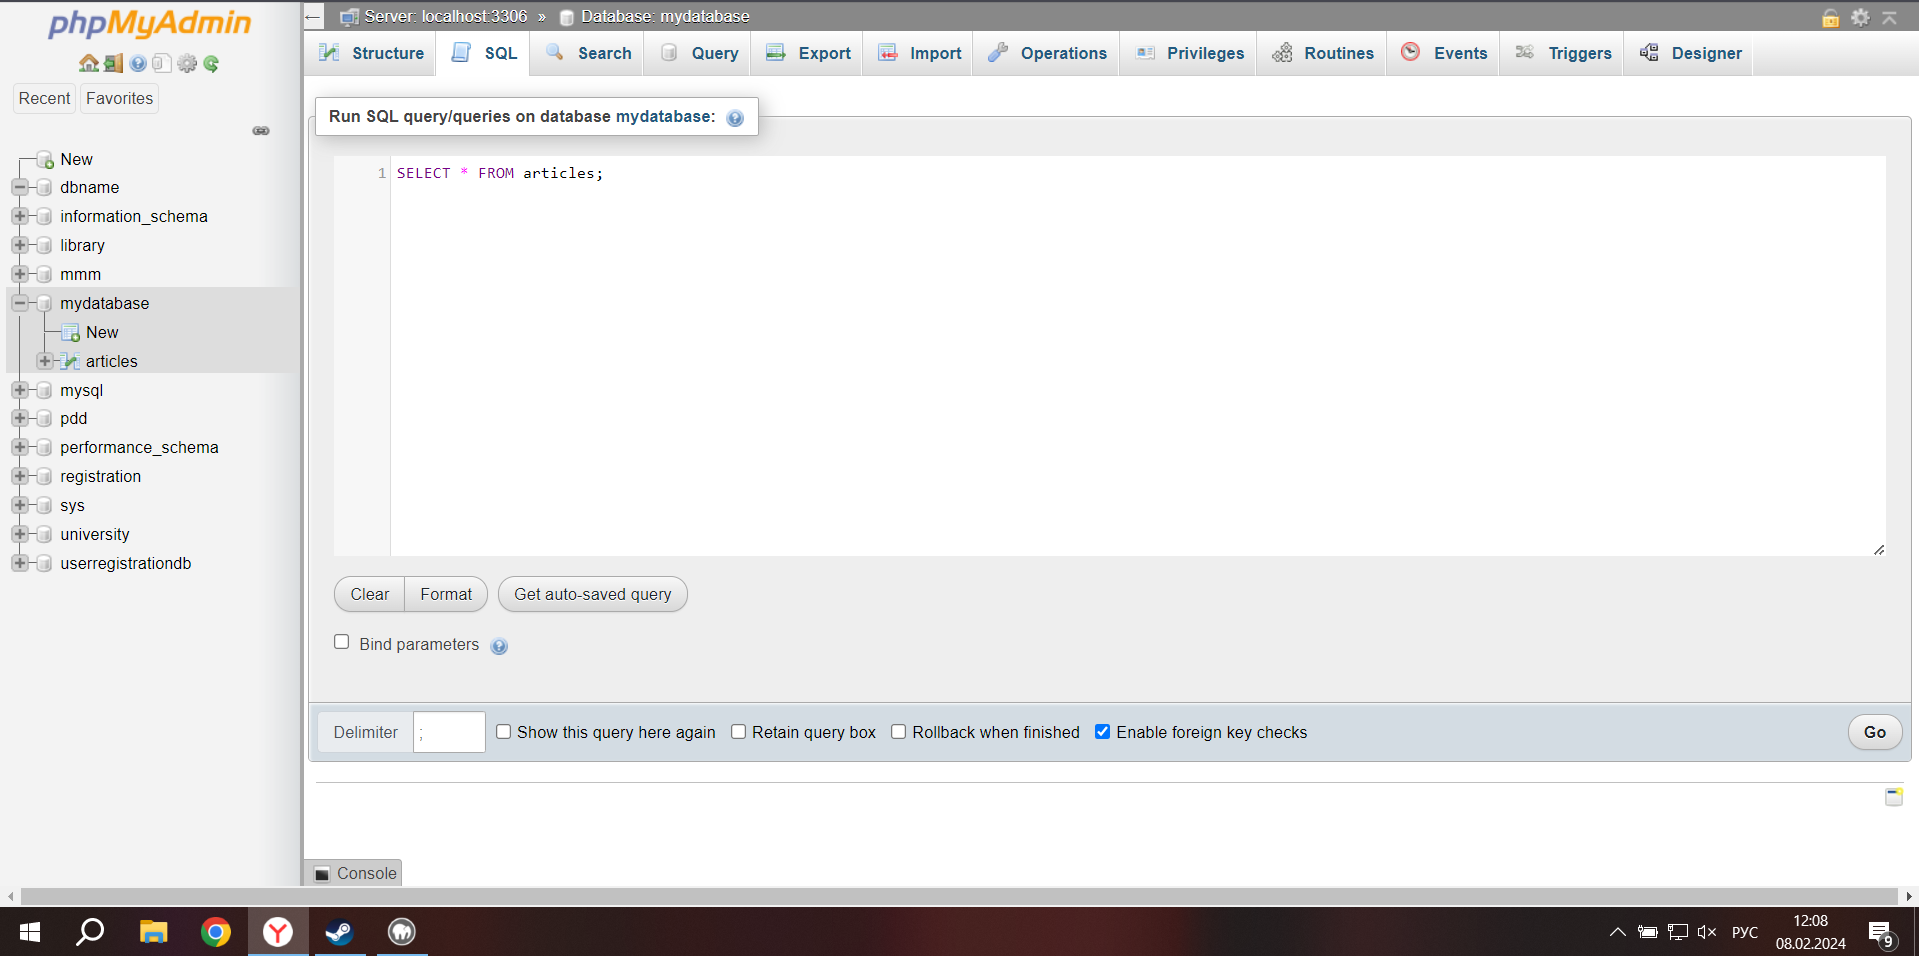 phpMyAdmin
Recent Favorites
New
dbname
information_schema
library
mmm
mydatabase
New
articles
mysql
pdd
performance_schema
registration
sys
university
userregistrationdb
Server: localhost:3306 » Database: mydatabase
Structure SQL Search Query Export Import Operations Privileges Routines Events Triggers Designer
Run SQL query/queries on database mydatabase:
1 SELECT * FROM articles;
Clear Format Get auto-saved query
Bind parameters
Delimiter ; Show this query here again Retain query box Rollback when finished Enable foreign key checks Go
Console
РУС 12:08 9
08.02.2024